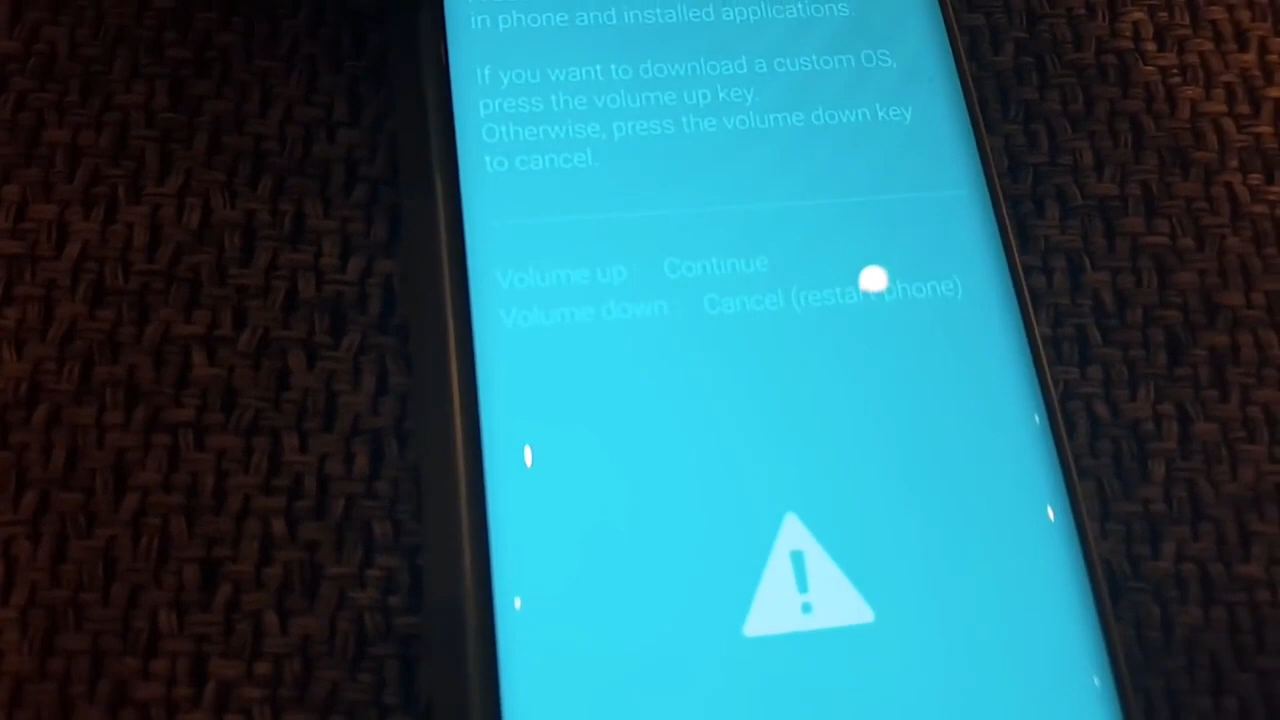 in phone and installed applications.
If you want to download a custom OS,
press the volume up key.
Otherwise, press the volume down key
to cancel.
Volume up : Continue
Volume down : Cancel (restart phone)